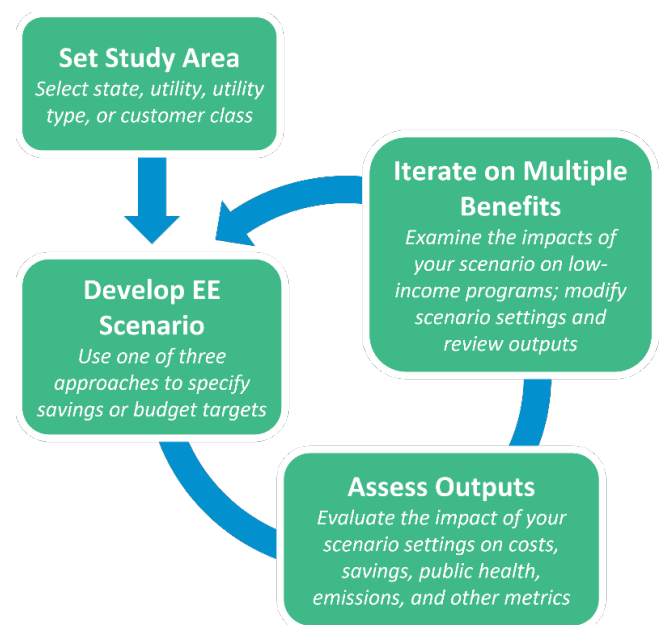 Set Study Area
Select state, utility, utility
type, or customer class
Iterate on Multiple
Benefits
Examine the impacts of
your scenario on low-
income programs; modify
scenario settings and
review outputs
Develop EE
Scenario
Use one of three
approaches to specify
savings or budget targets
Assess Outputs
Evaluate the impact of your
scenario settings on costs,
savings, public health,
emissions, and other metrics